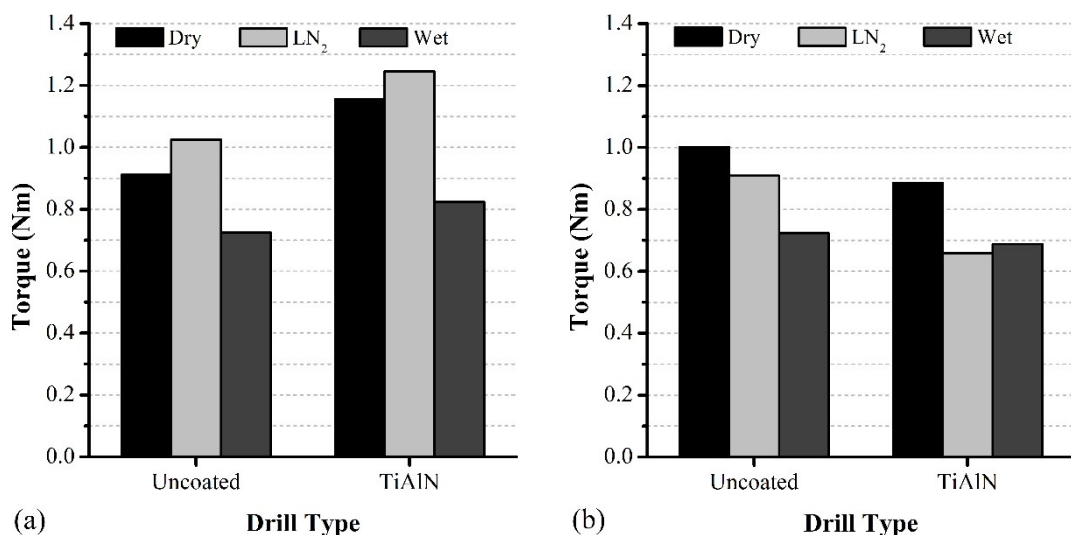 1.4
Dry LN₂ Wet
1.2
1.0
0.8
0.6
0.4
0.2
0.0
Torque (Nm)
Uncoated TiAlN
(a) Drill Type
1.4
Dry LN₂ Wet
1.2
1.0
0.8
0.6
0.4
0.2
0.0
Torque (Nm)
Uncoated TiAlN
(b) Drill Type